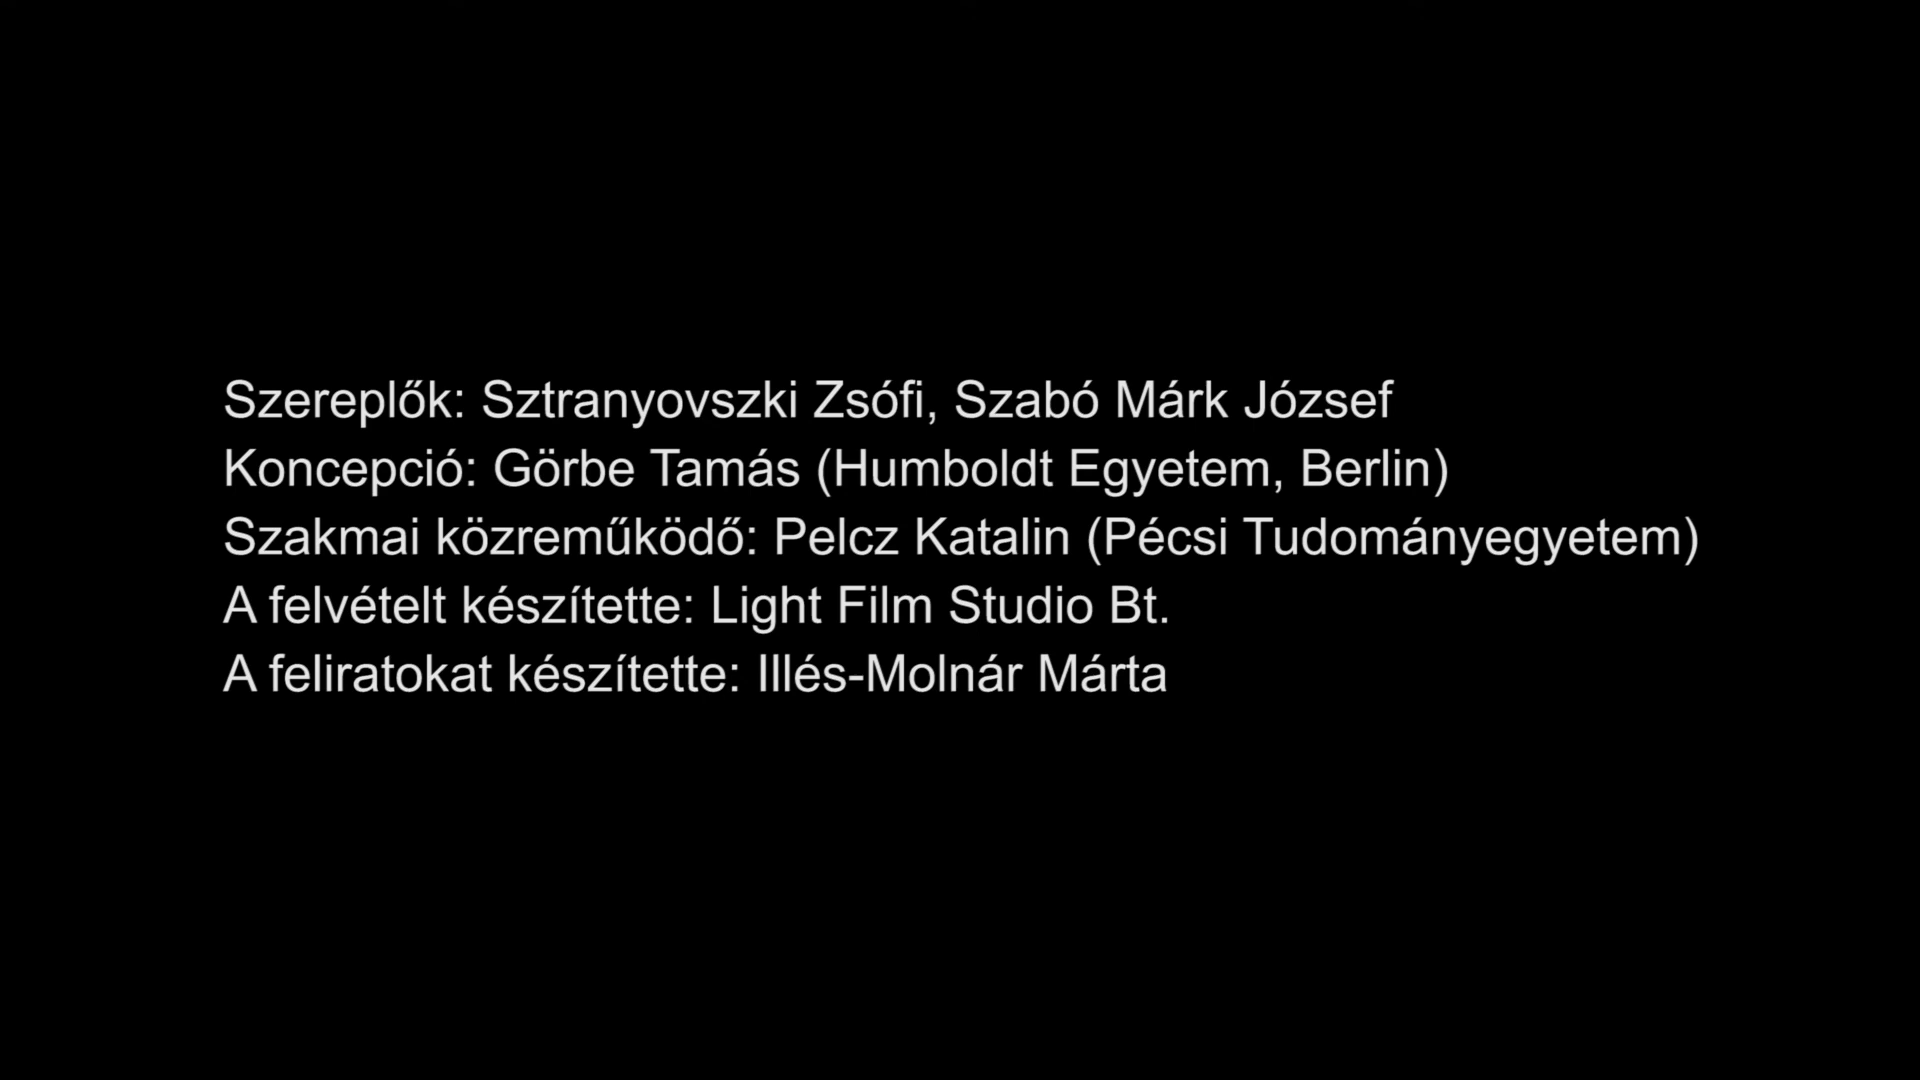 Szereplők: Sztranyovszki Zsófi, Szabó Márk József
Koncepció: Görbe Tamás (Humboldt Egyetem, Berlin)
Szakmai közreműködő: Pelcz Katalin (Pécsi Tudományegyetem)
A felvételt készítette: Light Film Studio Bt.
A feliratokat készítette: Illés-Molnár Márta